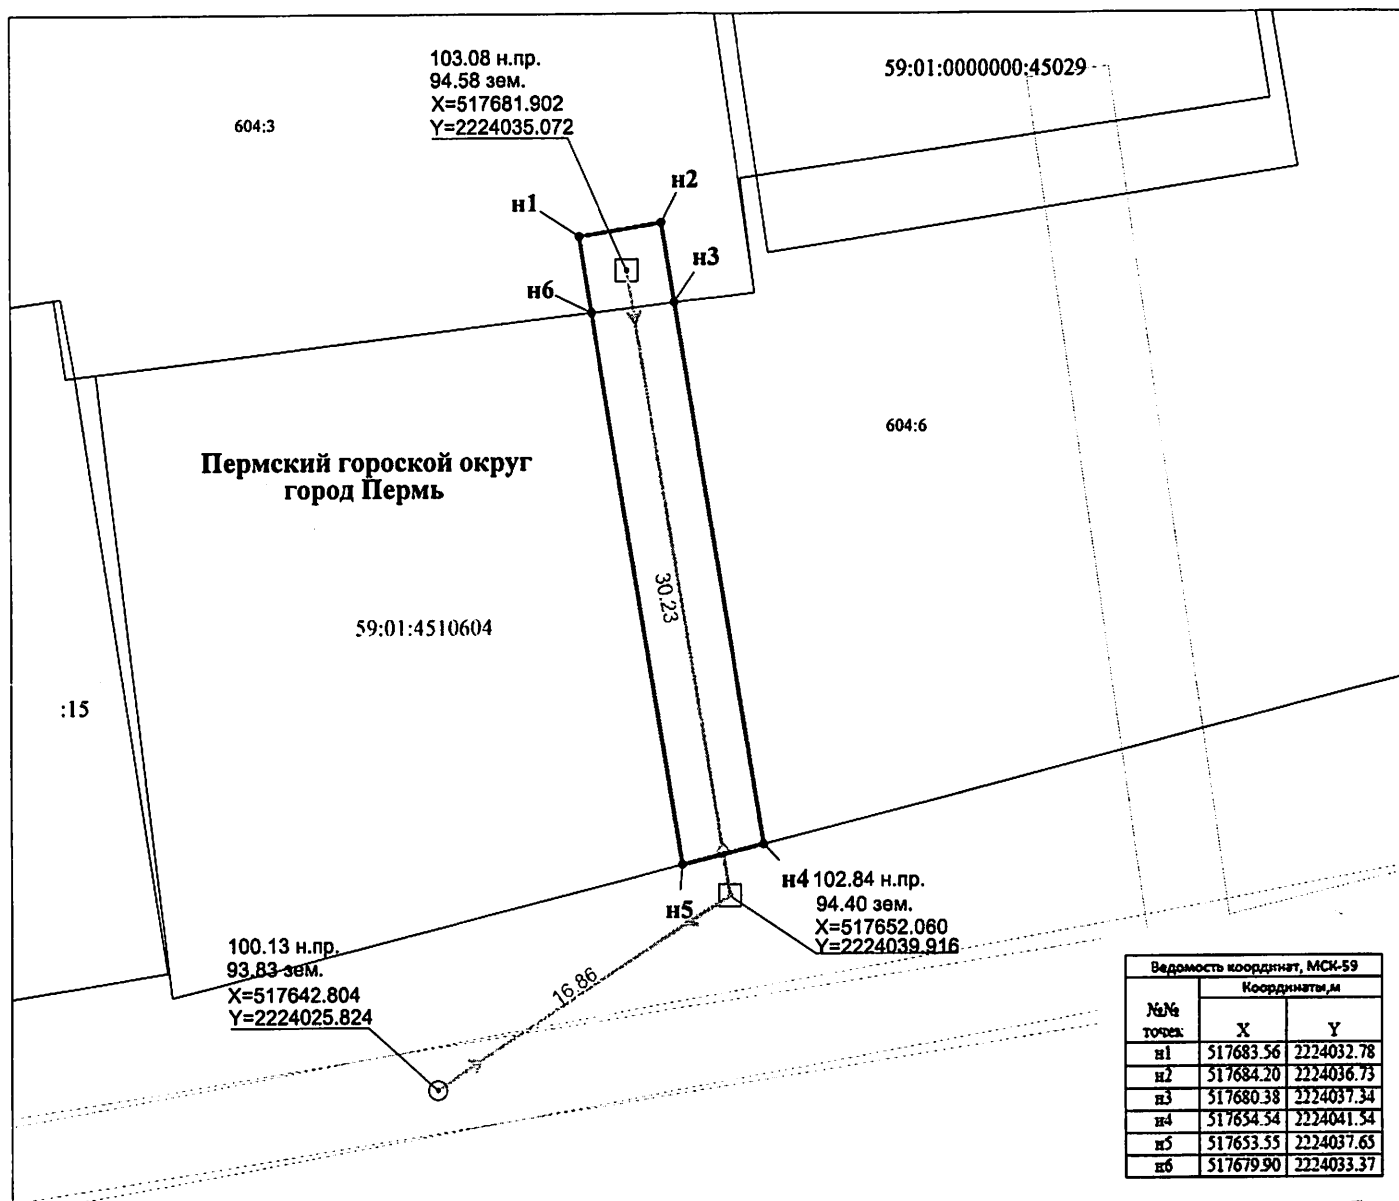 103.08 н.пр.
94.58 зем.
X=517681.902
Y=2224035.072
59:01:0000000:45029
604:3
н1
н2
н3
н6
604:6
Пермский гороской округ
город Пермь
30.23
59:01:4510604
:15
н4
102.84 н.пр.
94.40 зем.
X=517652.060
Y=2224039.916
н5
100.13 н.пр.
93.83 зем.
X=517642.804
Y=2224025.824
16.86
Ведомость координат, МСК-59
Координаты,м
№№
точек
X Y
н1 517683.56 2224032.78
н2 517684.20 2224036.73
н3 517680.38 2224037.34
н4 517654.54 2224041.54
н5 517653.55 2224037.65
н6 517679.90 2224033.37